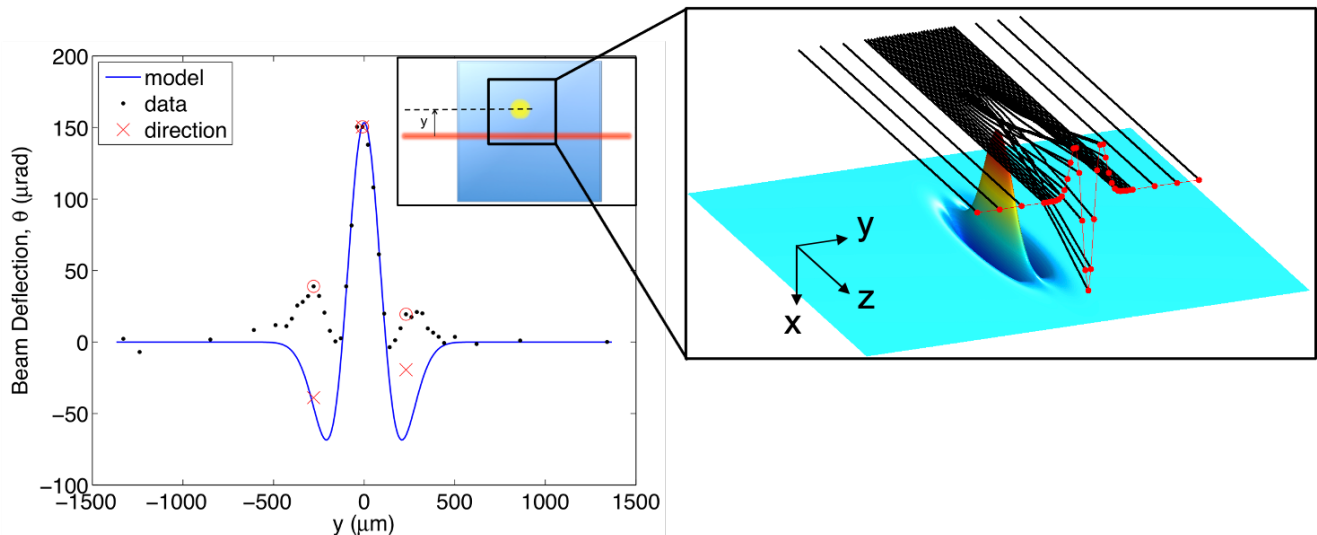 200
150
100
50
0
−50
−100
−1500
−1000
−500
0
500
1000
1500
Beam Deflection, θ (μrad)
y (μm)
model
data
direction
y
y
z
x